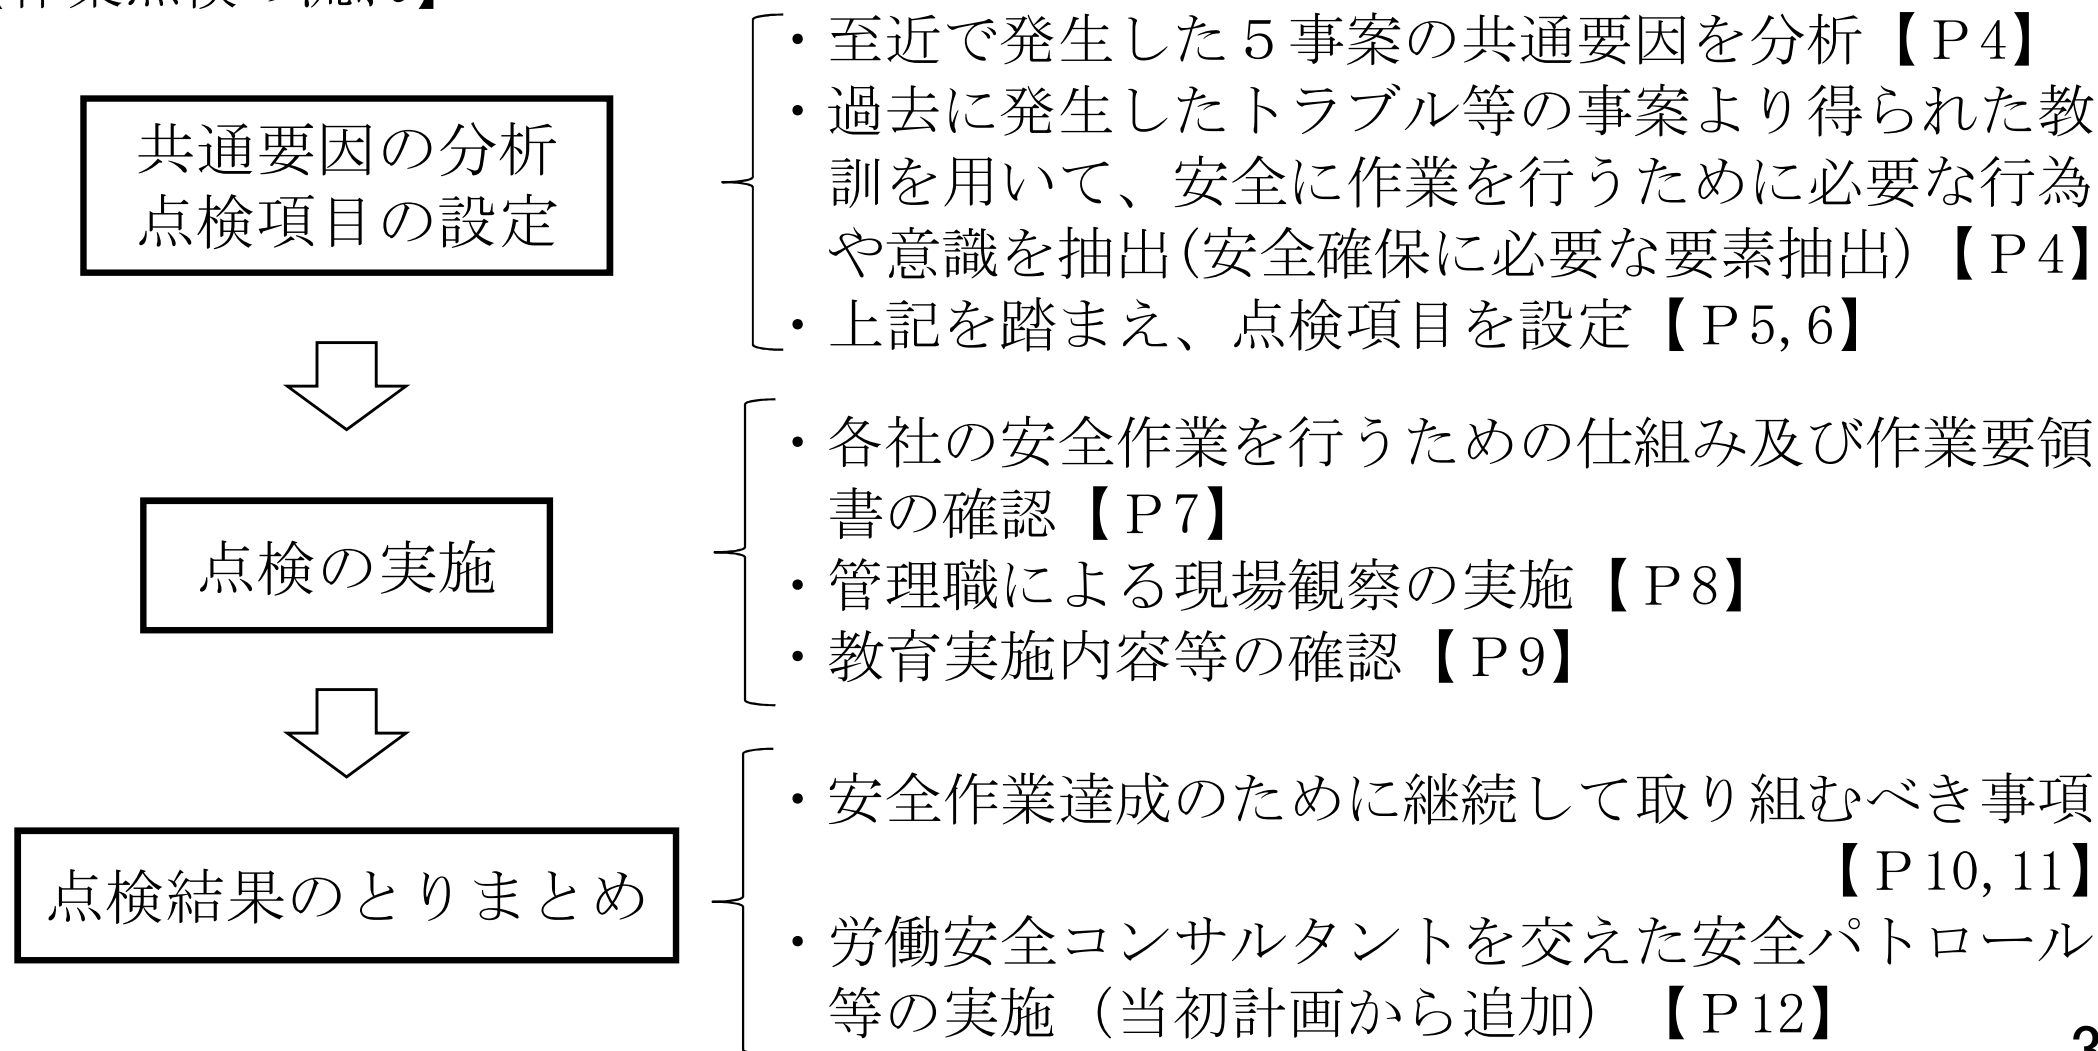 共通要因の分析
点検項目の設定
・至近で発生した５事案の共通要因を分析【Ｐ4】
・過去に発生したトラブル等の事案より得られた教
訓を用いて、安全に作業を行うために必要な行為
や意識を抽出(安全確保に必要な要素抽出)【Ｐ4】
・上記を踏まえ、点検項目を設定【Ｐ5,6】
点検の実施
・各社の安全作業を行うための仕組み及び作業要領
書の確認【Ｐ7】
・管理職による現場観察の実施【Ｐ8】
・教育実施内容等の確認【Ｐ9】
点検結果のとりまとめ
・安全作業達成のために継続して取り組むべき事項
【Ｐ10,11】
・労働安全コンサルタントを交えた安全パトロール
等の実施（当初計画から追加）【Ｐ12】